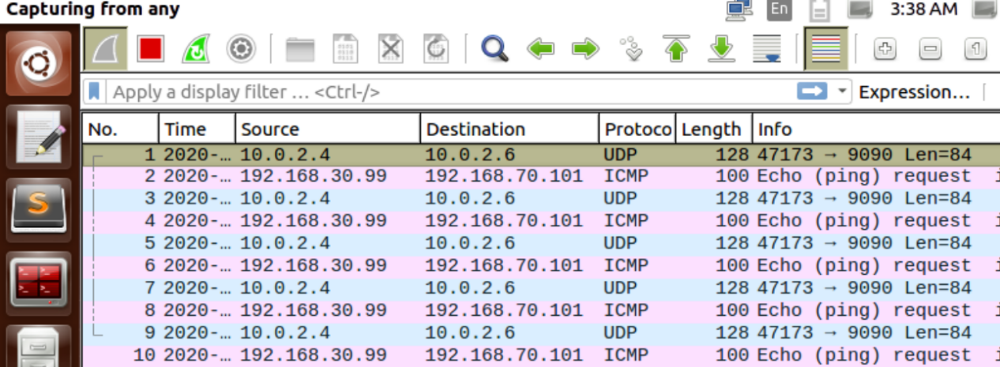 Capturing from any En 3:38 AM
Apply a display filter … <Ctrl-/> Expression…
No. Time Source Destination Protoco Length Info
1 2020-… 10.0.2.4 10.0.2.6 UDP 128 47173 → 9090 Len=84
2 2020-… 192.168.30.99 192.168.70.101 ICMP 100 Echo (ping) request i
3 2020-… 10.0.2.4 10.0.2.6 UDP 128 47173 → 9090 Len=84
4 2020-… 192.168.30.99 192.168.70.101 ICMP 100 Echo (ping) request i
5 2020-… 10.0.2.4 10.0.2.6 UDP 128 47173 → 9090 Len=84
6 2020-… 192.168.30.99 192.168.70.101 ICMP 100 Echo (ping) request i
7 2020-… 10.0.2.4 10.0.2.6 UDP 128 47173 → 9090 Len=84
8 2020-… 192.168.30.99 192.168.70.101 ICMP 100 Echo (ping) request i
9 2020-… 10.0.2.4 10.0.2.6 UDP 128 47173 → 9090 Len=84
10 2020-… 192.168.30.99 192.168.70.101 ICMP 100 Echo (ping) request i